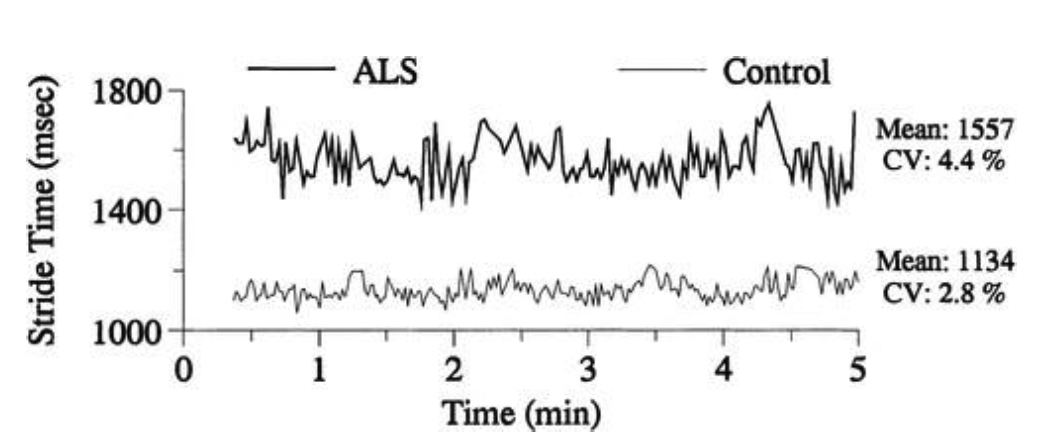 ALS
Control
Stride Time (msec)
1800
1400
1000
Mean: 1557
CV: 4.4 %
Mean: 1134
CV: 2.8 %
0 1 2 3 4 5
Time (min)